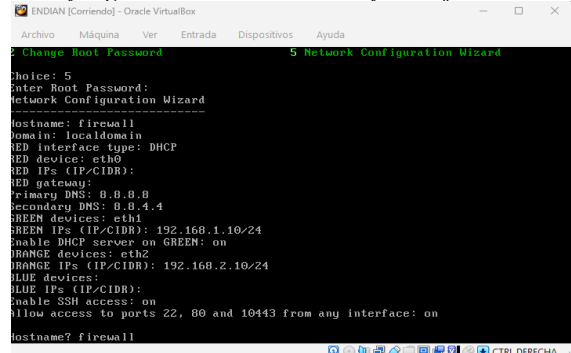 ENDIAN [Corriendo] - Oracle VirtualBox
Archivo Máquina Ver Entrada Dispositivos Ayuda
2 Change Root Password 5 Network Configuration Wizard
Choice: 5
Enter Root Password:
Network Configuration Wizard
------------------------------
Hostname: firewall
Domain: localdomain
RED interface type: DHCP
RED device: eth0
RED IPs (IP/CIDR):
RED gateway:
Primary DNS: 8.8.8.8
Secondary DNS: 8.8.4.4
GREEN devices: eth1
GREEN IPs (IP/CIDR): 192.168.1.10/24
Enable DHCP server on GREEN: on
ORANGE devices: eth2
ORANGE IPs (IP/CIDR): 192.168.2.10/24
BLUE devices:
BLUE IPs (IP/CIDR):
Enable SSH access: on
Allow access to ports 22, 80 and 10443 from any interface: on
Hostname? firewall
CTRL DERECHA